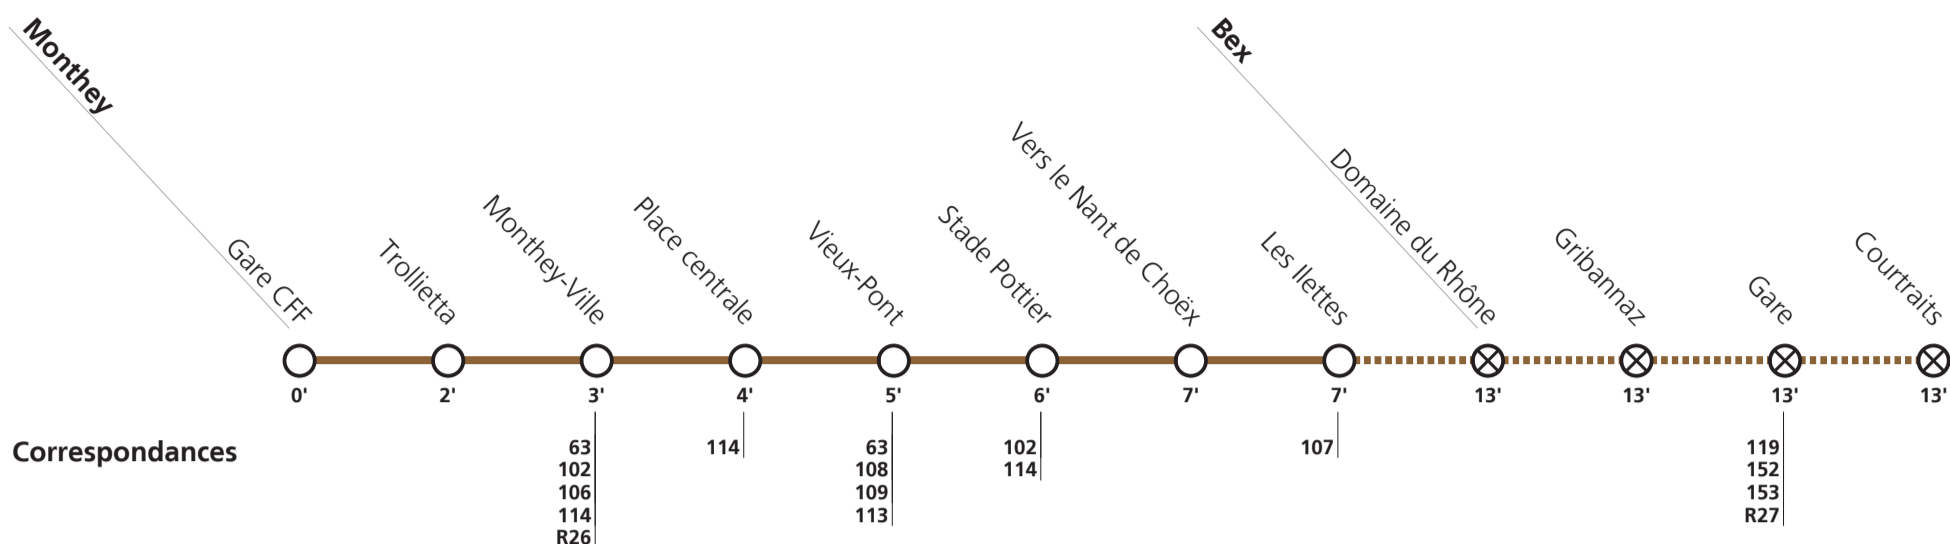 Monthey
Bex
Gare CFF
Trollietta
Monthey-Ville
Place centrale
Vieux-Pont
Stade Pottier
Vers le Nant de Choëx
Les Ilettes
Domaine du Rhône
Gribannaz
Gare
Courtraits
0' 2' 3' 4' 5' 6' 7' 7' 13' 13' 13' 13'
Correspondances
63
102
106
114
R26
114
63
108
109
113
102
114
107
119
152
153
R27